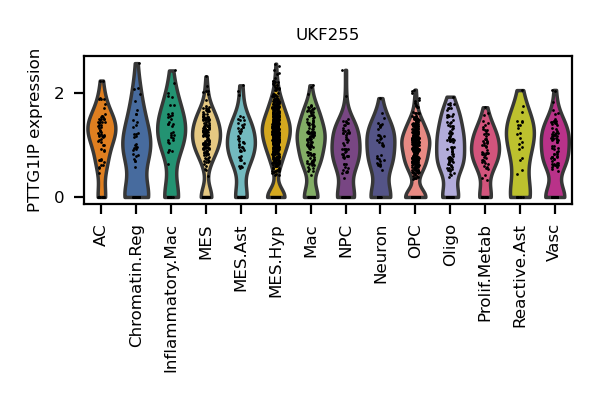 UKF255
PTTG1IP expression
2
0
AC
Chromatin.Reg
Inflammatory.Mac
MES
MES.Ast
MES.Hyp
Mac
NPC
Neuron
OPC
Oligo
Prolif.Metab
Reactive.Ast
Vasc